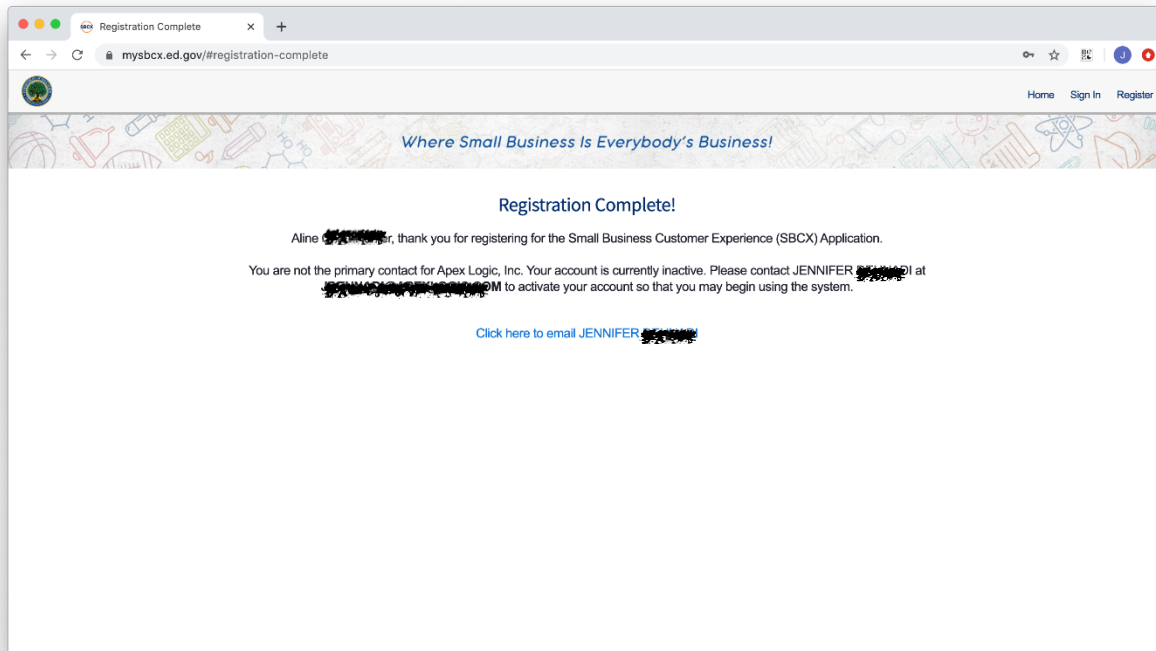 SBCX Registration Complete
mysbcx.ed.gov/#registration-complete
J
Home Sign In Register
Where Small Business Is Everybody's Business!
Registration Complete!
Aline , thank you for registering for the Small Business Customer Experience (SBCX) Application.
You are not the primary contact for Apex Logic, Inc. Your account is currently inactive. Please contact JENNIFER at
to activate your account so that you may begin using the system.
Click here to email JENNIFER